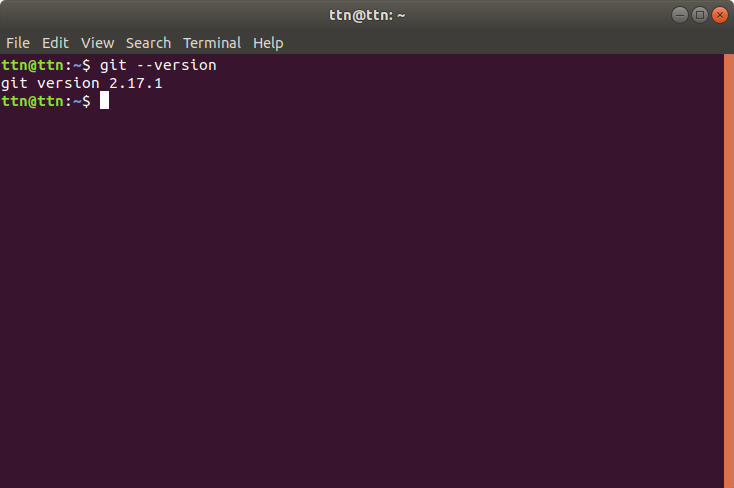 ttn@ttn: ~
File Edit View Search Terminal Help
ttn@ttn:~$ git --version
git version 2.17.1
ttn@ttn:~$